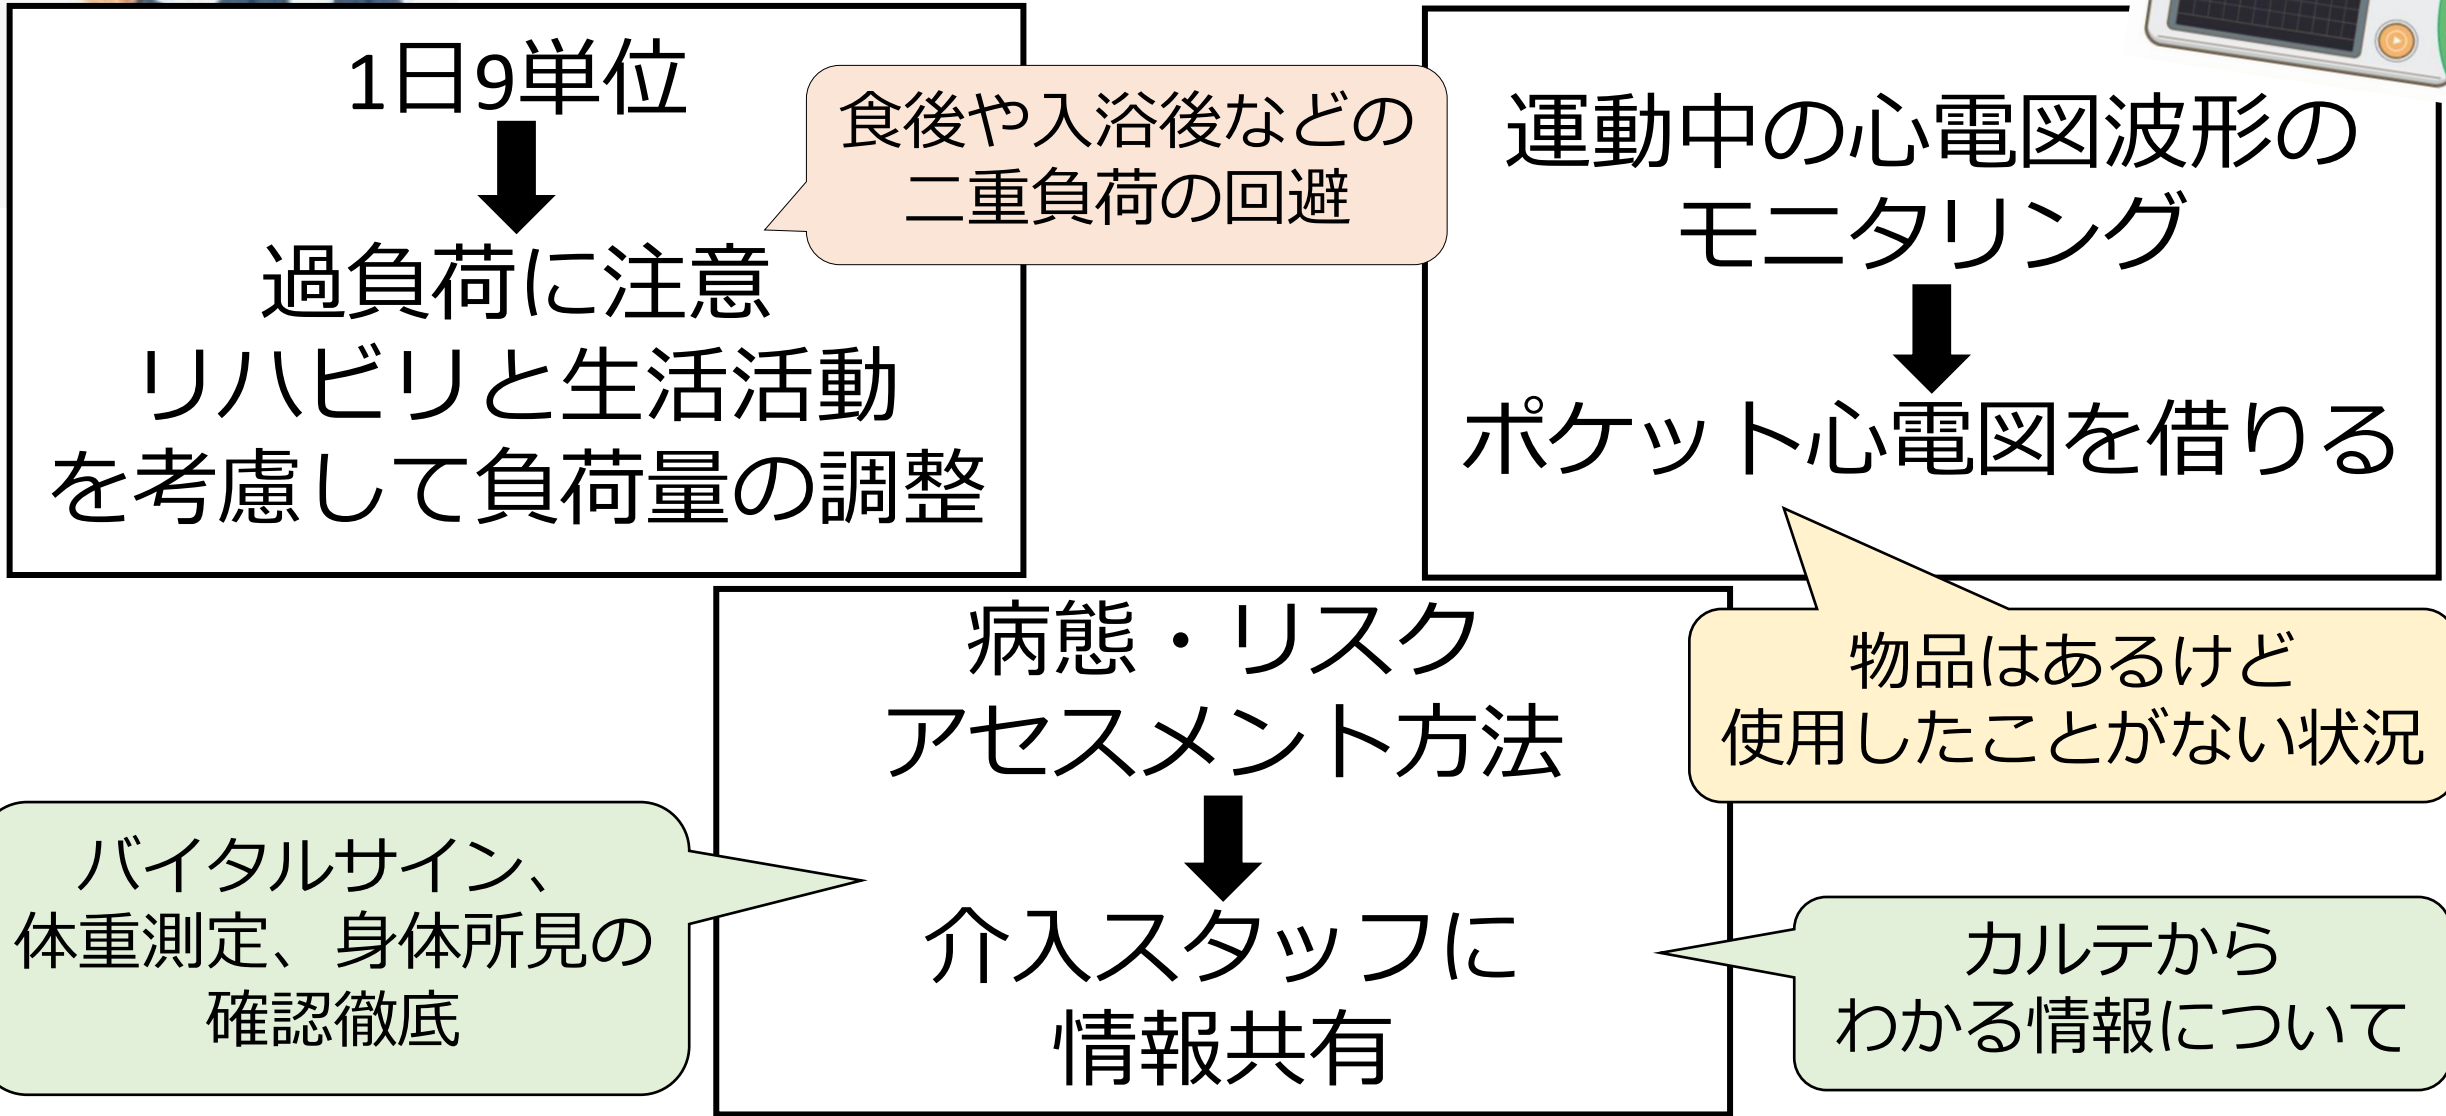 1日9単位
過負荷に注意
リハビリと生活活動
を考慮して負荷量の調整
食後や入浴後などの
二重負荷の回避
運動中の心電図波形の
モニタリング
ポケット心電図を借りる
物品はあるけど
使用したことがない状況
病態・リスク
アセスメント方法
介入スタッフに
情報共有
バイタルサイン、
体重測定、身体所見の
確認徹底
カルテから
わかる情報について